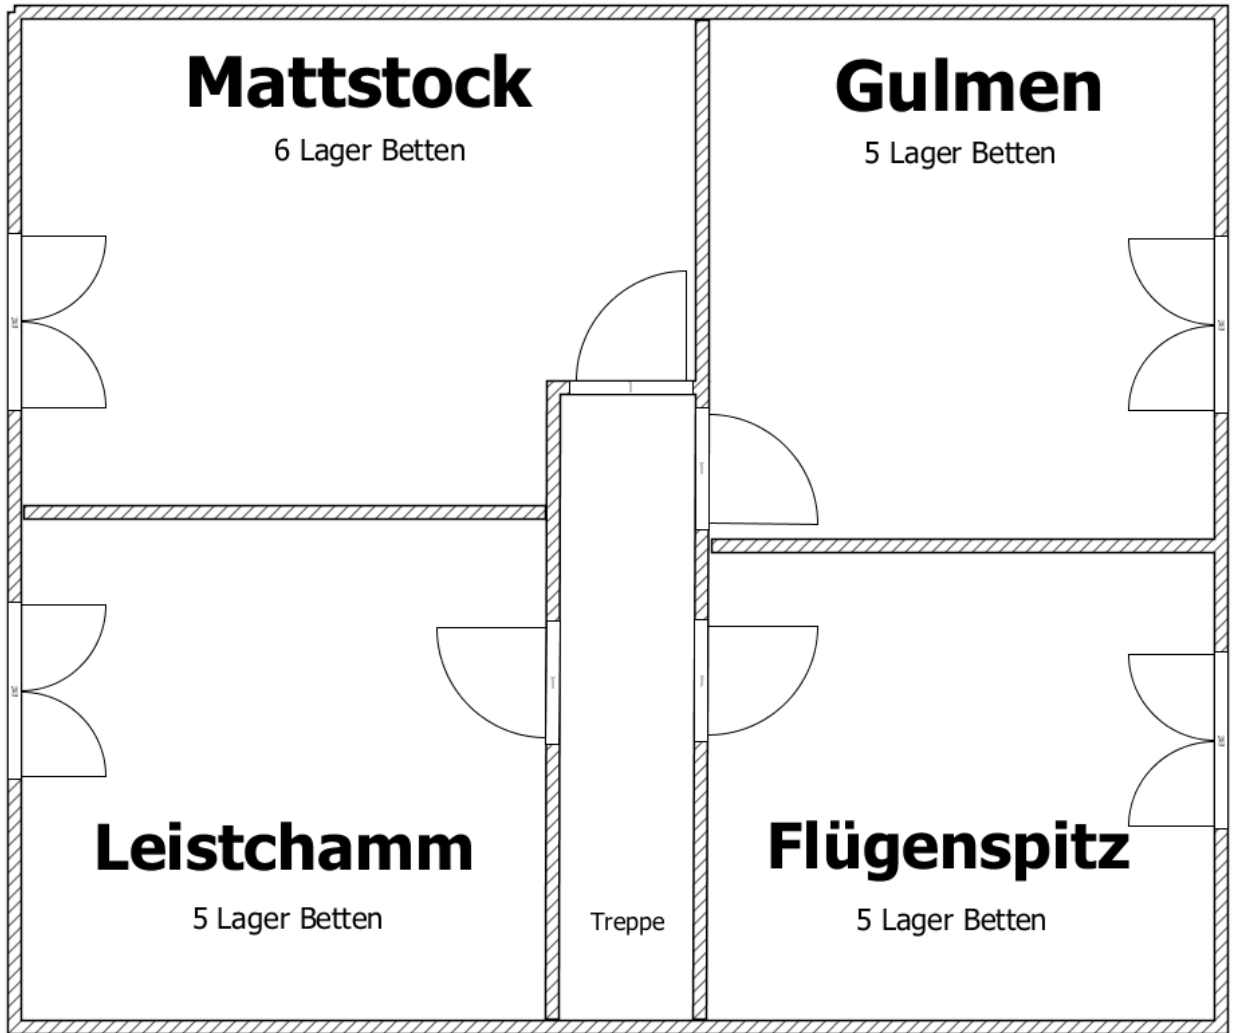 Mattstock
6 Lager Betten
Gulmen
5 Lager Betten
Leistchamm
5 Lager Betten
Treppe
Flügenspitz
5 Lager Betten